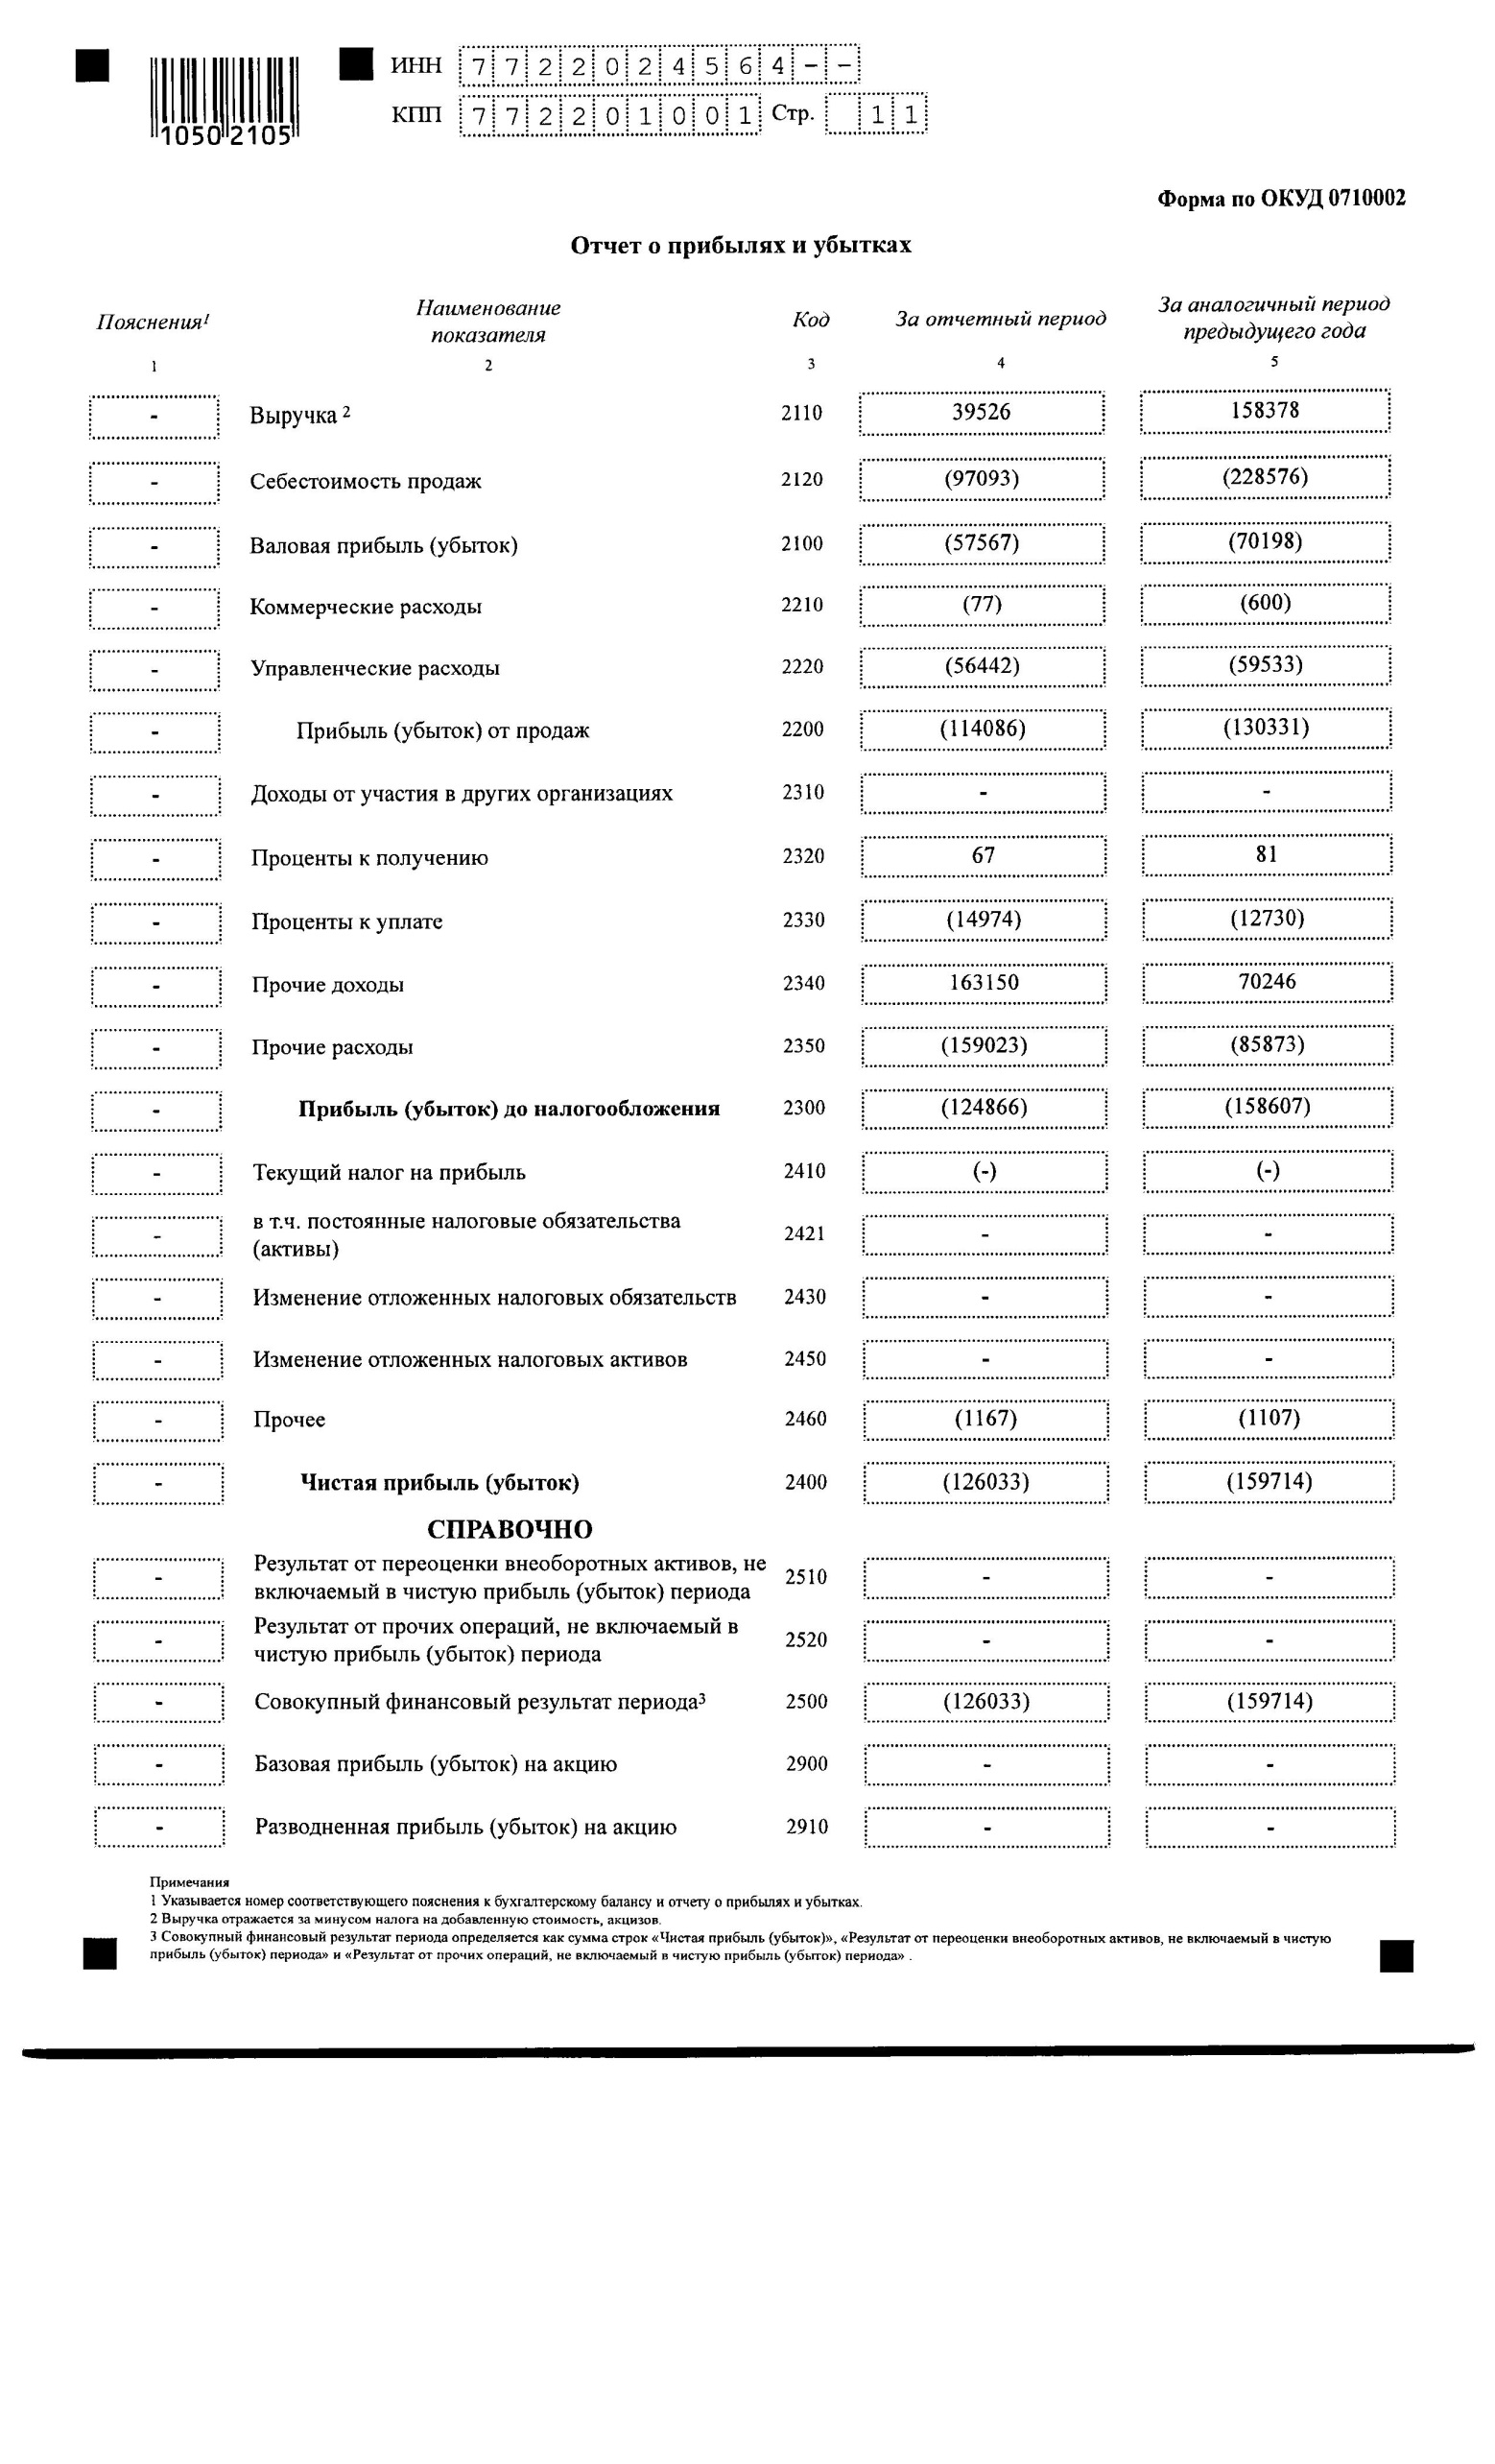 ИНН 7722024564--
10502105
КПП 772201001 Стр. 11
Форма по ОКУД 0710002
Отчет о прибылях и убытках
Пояснения1 Наименование показателя Код За отчетный период За аналогичный период предыдущего года
1 2 3 4 5
- Выручка 2 2110 39526 158378
- Себестоимость продаж 2120 (97093) (228576)
- Валовая прибыль (убыток) 2100 (57567) (70198)
- Коммерческие расходы 2210 (77) (600)
- Управленческие расходы 2220 (56442) (59533)
- Прибыль (убыток) от продаж 2200 (114086) (130331)
- Доходы от участия в других организациях 2310 - -
- Проценты к получению 2320 67 81
- Проценты к уплате 2330 (14974) (12730)
- Прочие доходы 2340 163150 70246
- Прочие расходы 2350 (159023) (85873)
- Прибыль (убыток) до налогообложения 2300 (124866) (158607)
- Текущий налог на прибыль 2410 (-) (-)
- в т.ч. постоянные налоговые обязательства
(активы) 2421 - -
- Изменение отложенных налоговых обязательств 2430 - -
- Изменение отложенных налоговых активов 2450 - -
- Прочее 2460 (1167) (1107)
- Чистая прибыль (убыток) 2400 (126033) (159714)
СПРАВОЧНО
- Результат от переоценки внеоборотных активов, не
включаемый в чистую прибыль (убыток) периода 2510 - -
- Результат от прочих операций, не включаемый в
чистую прибыль (убыток) периода 2520 - -
- Совокупный финансовый результат периода3 2500 (126033) (159714)
- Базовая прибыль (убыток) на акцию 2900 - -
- Разводненная прибыль (убыток) на акцию 2910 - -
Примечания
1 Указывается номер соответствующего пояснения к бухгалтерскому балансу и отчету о прибылях и убытках.
2 Выручка отражается за минусом налога на добавленную стоимость, акцизов.
3 Совокупный финансовый результат периода определяется как сумма строк «Чистая прибыль (убыток)», «Результат от переоценки внеоборотных активов, не включаемый в чистую
прибыль (убыток) периода» и «Результат от прочих операций, не включаемый в чистую прибыль (убыток) периода» .